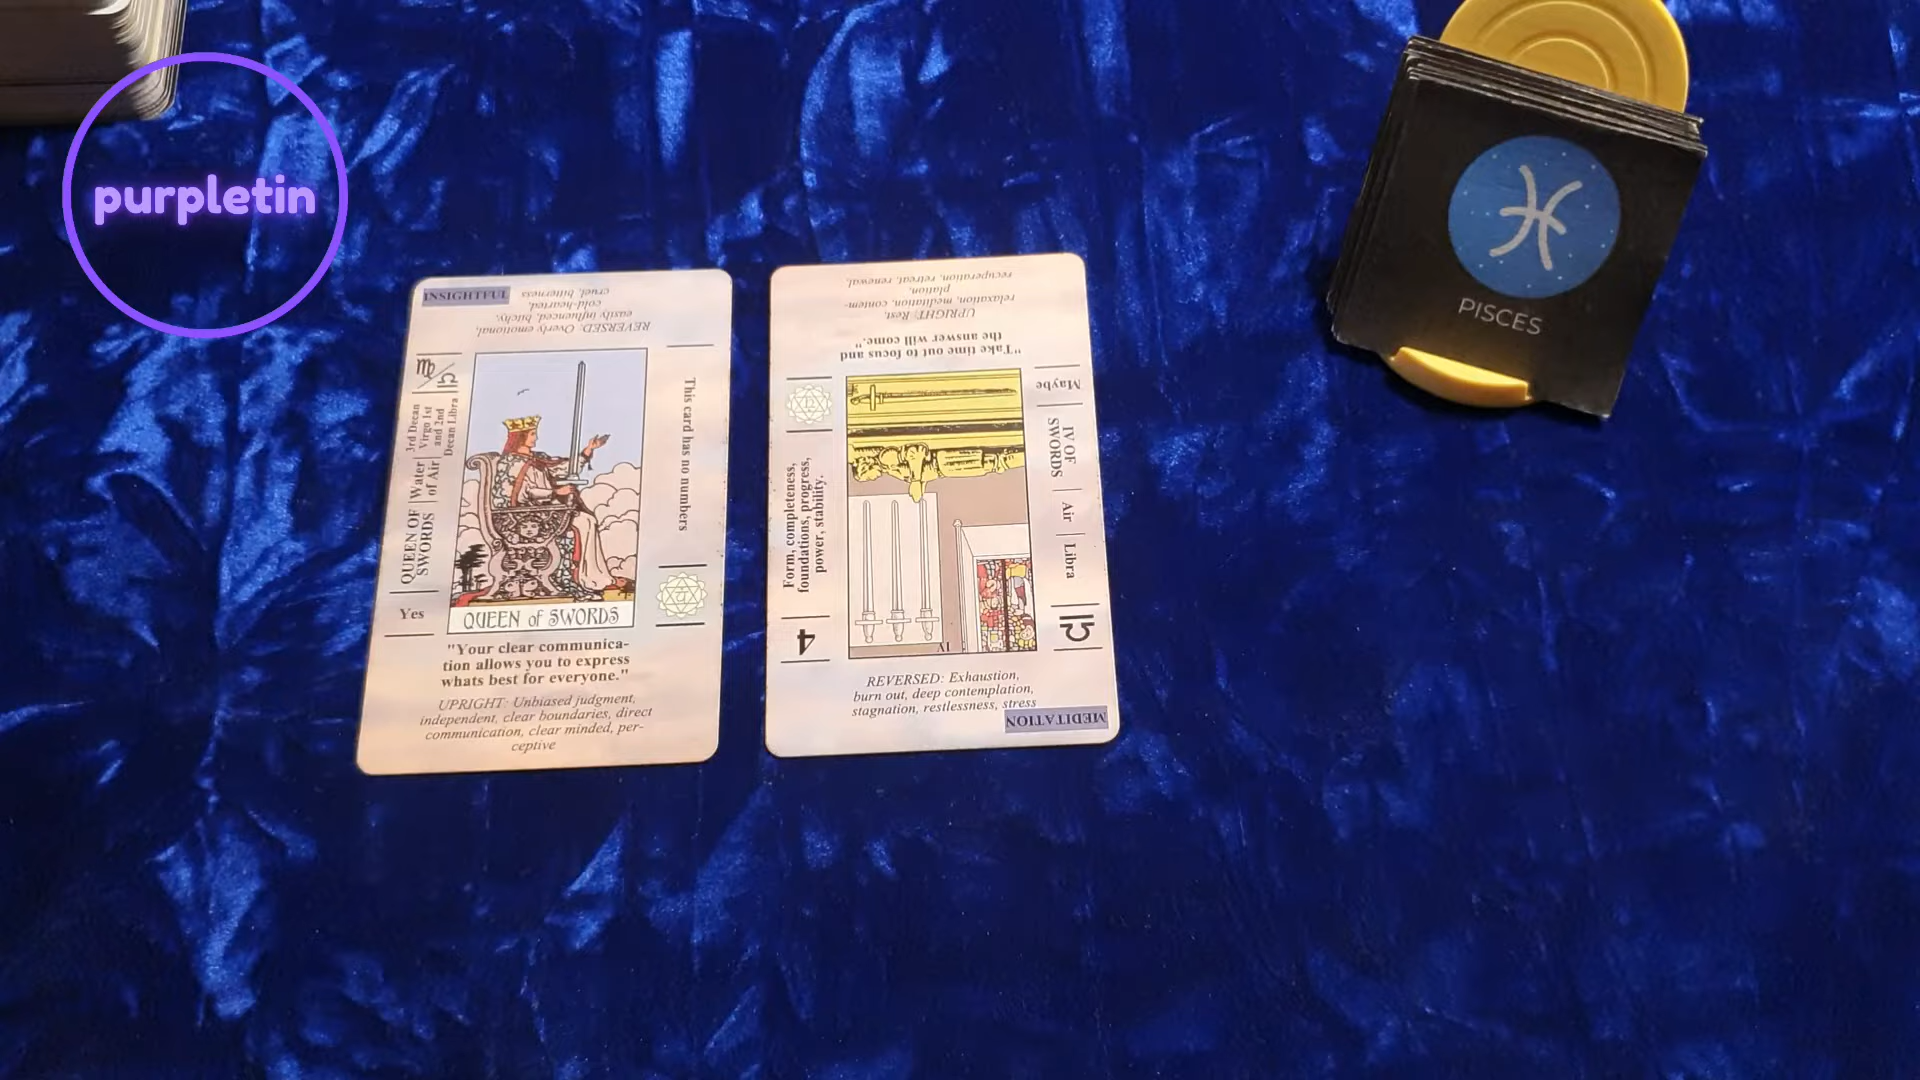 purpletin
PISCES
INSIGHTFUL
REVERSED: Overly emotional,
easily influenced, bitchy,
cold-hearted,
cruel, bitterness
3rd Decan
Virgo 1st
and 2nd
Decan Libra
Water
of Air
QUEEN OF
SWORDS
Yes
This card has no numbers
QUEEN of SWORDS
"Your clear communica-
tion allows you to express
whats best for everyone."
UPRIGHT: Unbiased judgment,
independent, clear boundaries, direct
communication, clear minded, per-
ceptive
MEDITATION
REVERSED: Exhaustion,
burn out, deep contemplation,
stagnation, restlessness, stress
Form, completeness,
foundations, progress,
power, stability.
4
IV
Maybe
IV OF
SWORDS
Air
Libra
"Take time out to focus and
the answer will come."
UPRIGHT: Rest,
relaxation, meditation, contem-
plation,
recuperation, retreat, renewal,